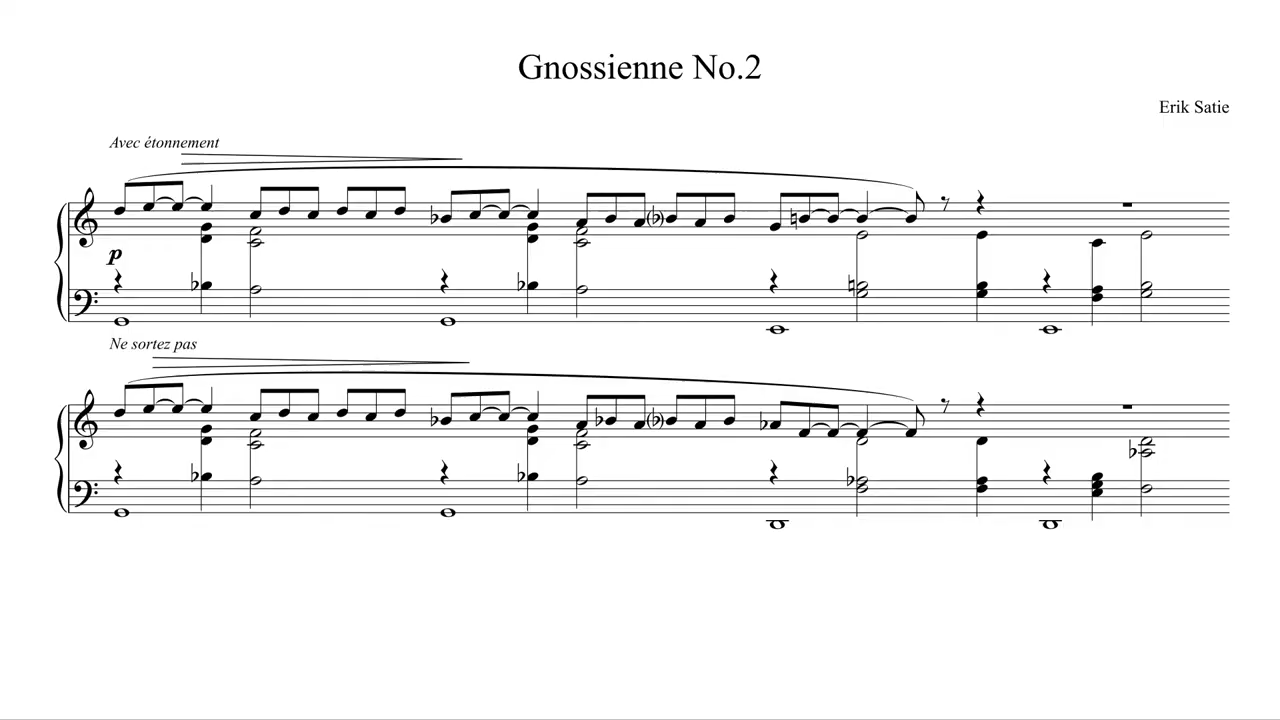 Gnossienne No.2
Erik Satie
Avec étonnement
p
Ne sortez pas